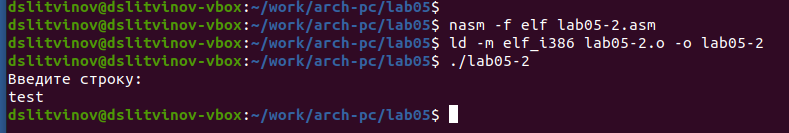 dslitvinov@dslitvinov-vbox:~/work/arch-pc/lab05$
dslitvinov@dslitvinov-vbox:~/work/arch-pc/lab05$ nasm -f elf lab05-2.asm
dslitvinov@dslitvinov-vbox:~/work/arch-pc/lab05$ ld -m elf_i386 lab05-2.o -o lab05-2
dslitvinov@dslitvinov-vbox:~/work/arch-pc/lab05$ ./lab05-2
Введите строку:
test
dslitvinov@dslitvinov-vbox:~/work/arch-pc/lab05$